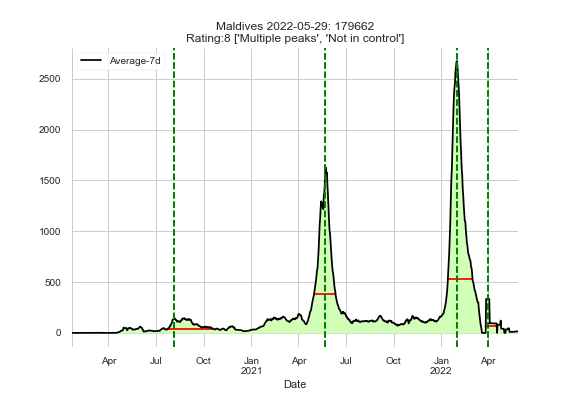 Maldives 2022-05-29: 179662
Rating:8 ['Multiple peaks', 'Not in control']
Average-7d
2500
2000
1500
1000
500
0
Apr Jul Oct Jan Apr Jul Oct Jan Apr
2021 2022
Date